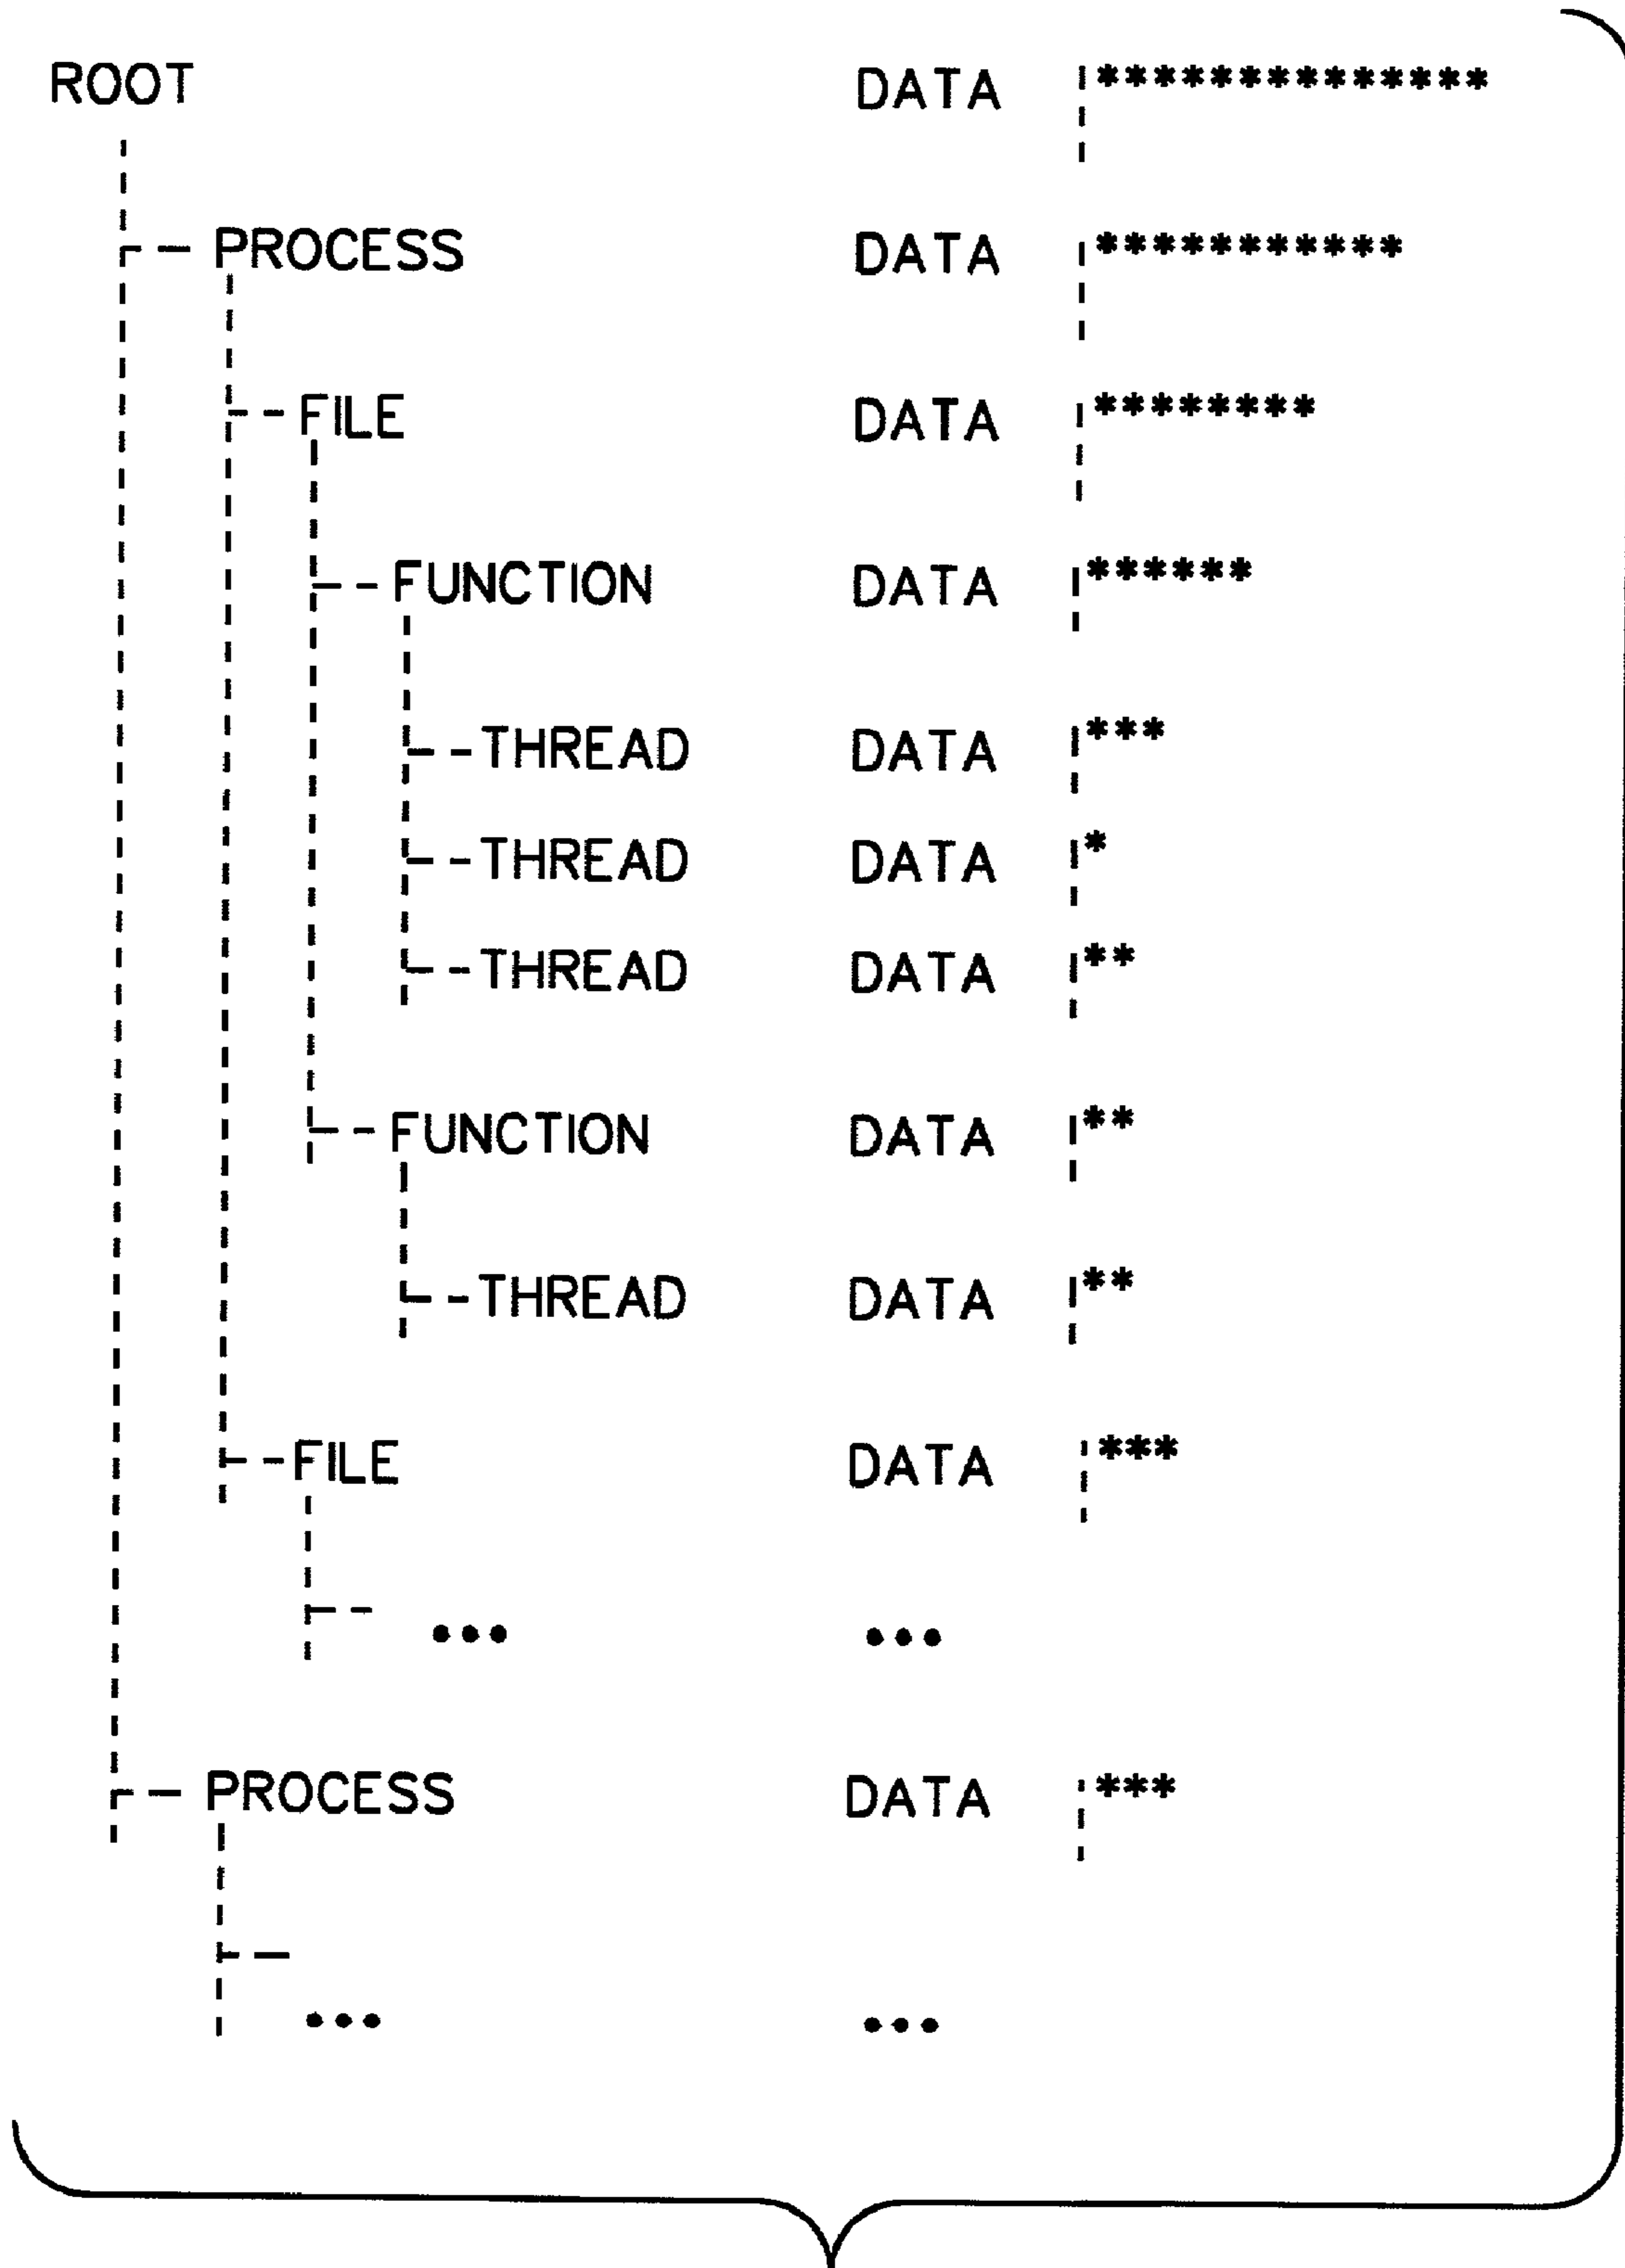 ROOT DATA **************
PROCESS DATA ***********
FILE DATA ********
FUNCTION DATA ******
THREAD DATA ***
THREAD DATA *
THREAD DATA **
FUNCTION DATA **
THREAD DATA **
FILE DATA ***
... ...
PROCESS DATA ***
... ...